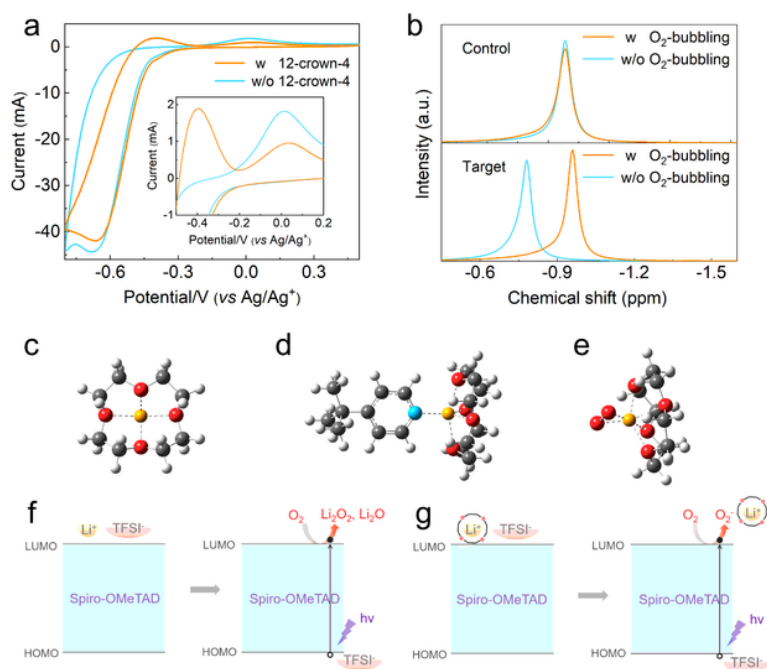 a
w 12-crown-4
w/o 12-crown-4
Current (mA)
0
-10
-20
-30
-40
-0.6
-0.3
0.0
0.3
Potential/V (vs Ag/Ag⁺)
Current (mA)
2
1
0
-1
-0.4
-0.2
0.0
0.2
Potential/V (vs Ag/Ag⁺)
b
Control
w O₂-bubbling
w/o O₂-bubbling
Target
w O₂-bubbling
w/o O₂-bubbling
Intensity (a.u.)
-0.6
-0.9
-1.2
-1.5
Chemical shift (ppm)
c
d
e
f
Li⁺
TFSI⁻
LUMO
Spiro-OMeTAD
HOMO
O₂
Li₂O₂, Li₂O
LUMO
Spiro-OMeTAD
hv
HOMO
TFSI⁻
g
Li⁺
TFSI⁻
LUMO
Spiro-OMeTAD
HOMO
O₂
O₂⁻
Li⁺
LUMO
Spiro-OMeTAD
hv
HOMO
TFSI⁻